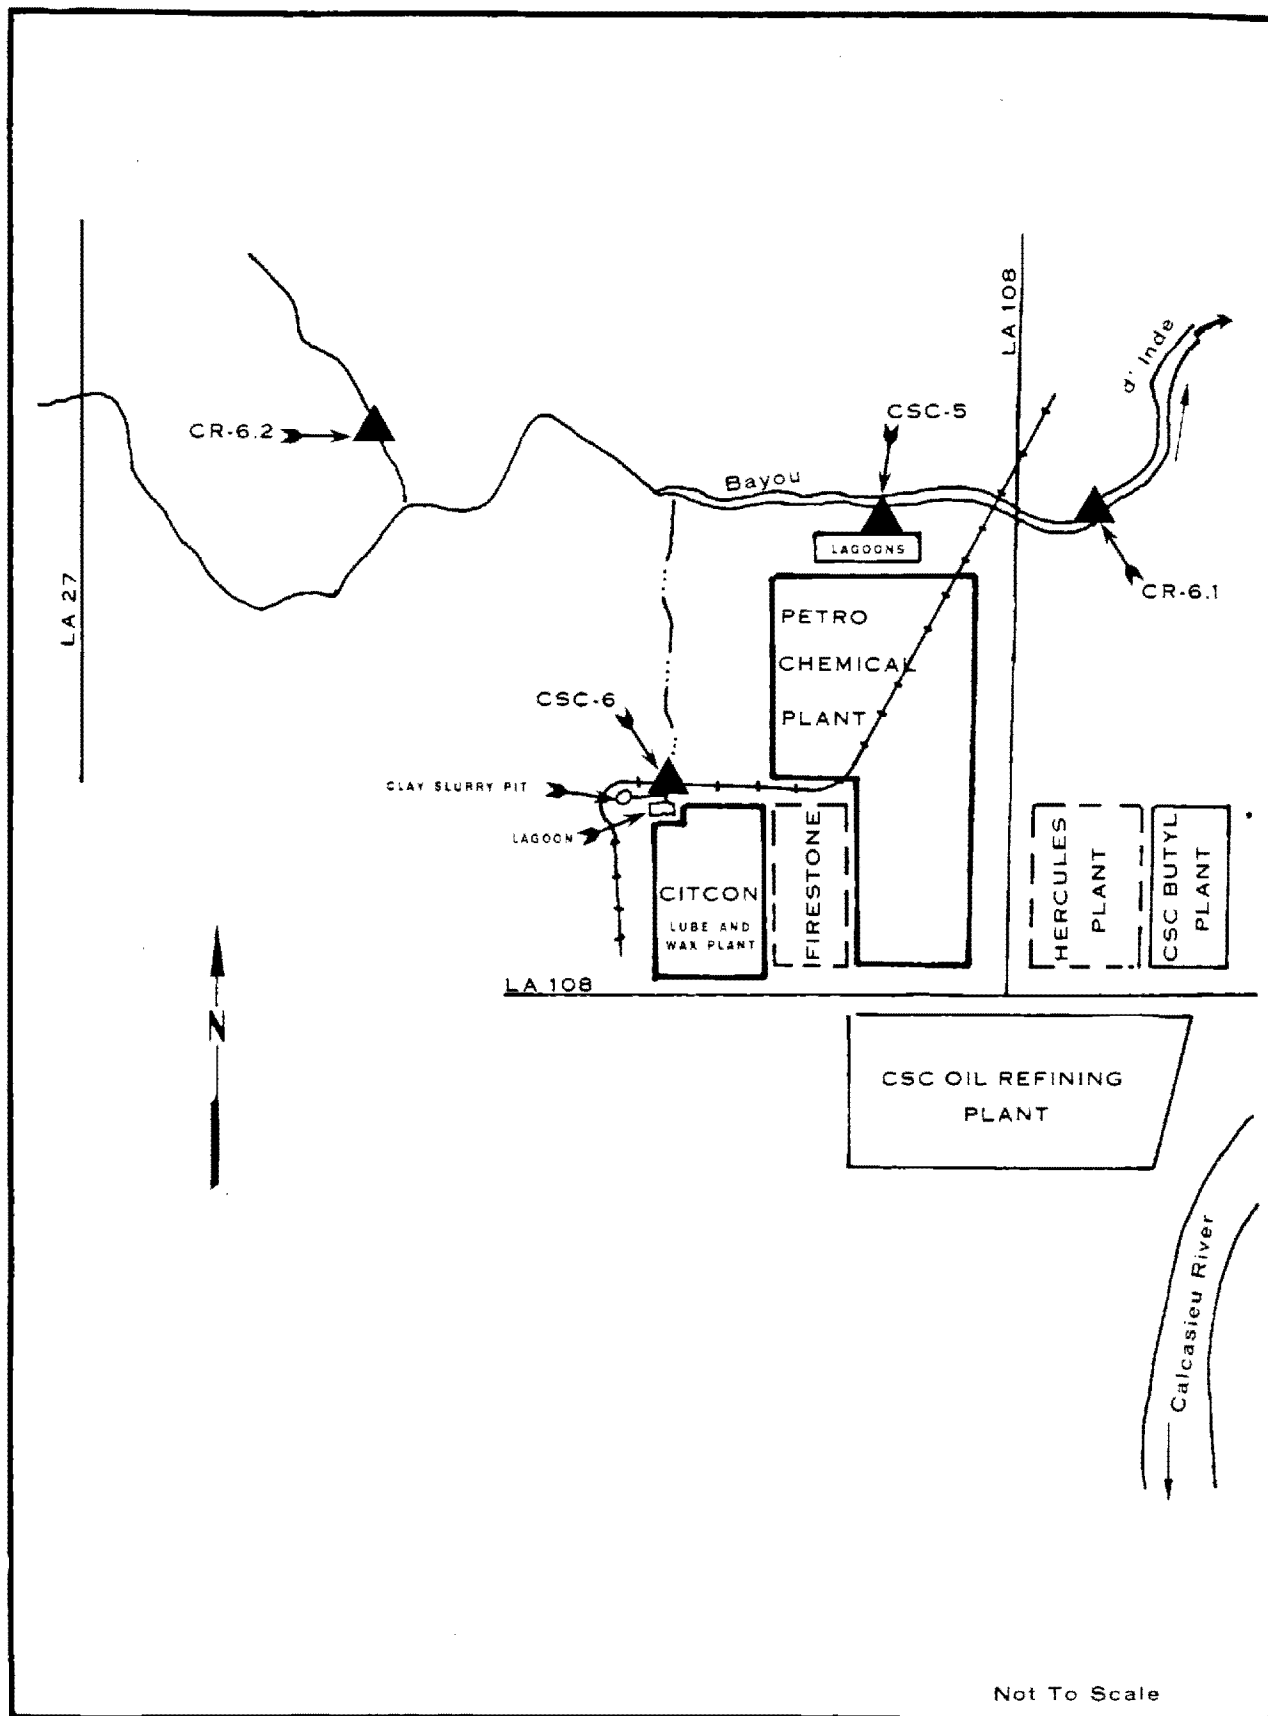 LA 108
d' Inde
CSC-5
CR-6.2
Bayou
LAGOONS
LA 27
CR-6.1
PETRO
CHEMICAL
PLANT
CSC-6
CLAY SLURRY PIT
LAGOON
CITCON
LUBE AND
WAX PLANT
FIRESTONE
HERCULES
PLANT
CSC BUTYL
PLANT
LA 108
N
CSC OIL REFINING
PLANT
Calcasieu River
Not To Scale